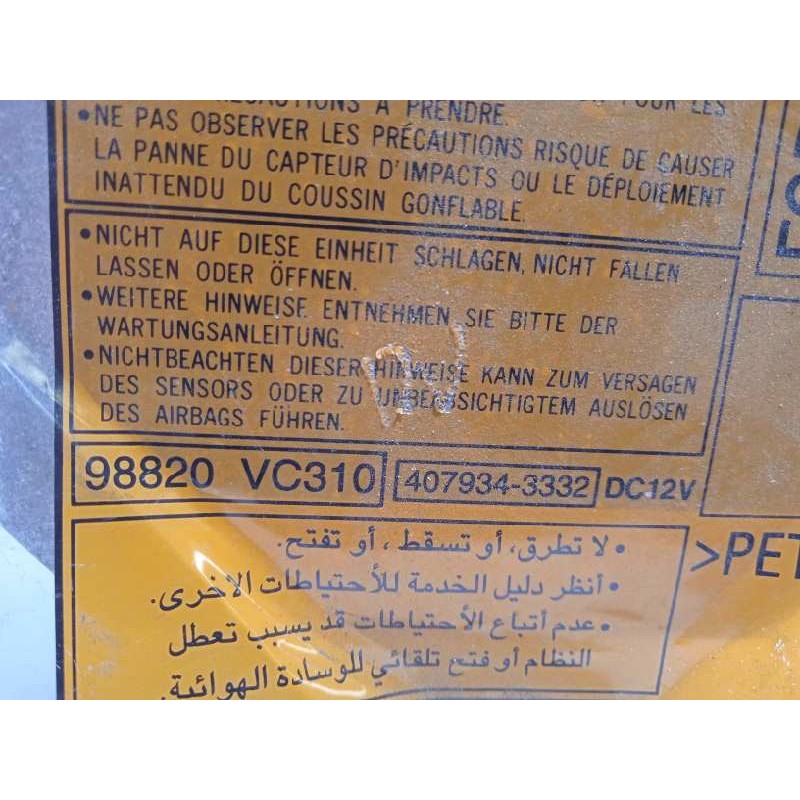 PRÉCAUTIONS À PRENDRE. POUR LES
•NE PAS OBSERVER LES PRÉCAUTIONS RISQUE DE CAUSER
LA PANNE DU CAPTEUR D'IMPACTS OU LE DÉPLOIEMENT
INATTENDU DU COUSSIN GONFLABLE.
•NICHT AUF DIESE EINHEIT SCHLAGEN, NICHT FALLEN
LASSEN ODER ÖFFNEN.
•WEITERE HINWEISE ENTNEHMEN SIE BITTE DER
WARTUNGSANLEITUNG.
•NICHTBEACHTEN DIESER HINWEISE KANN ZUM VERSAGEN
DES SENSORS ODER ZU UNBEABSICHTIGTEM AUSLÖSEN
DES AIRBAGS FÜHREN.
98820 VC310 407934-3332 DC12V
>PET
• لا تطرق، أو تسقط ، أو تفتح.
• أنظر دليل الخدمة للأحتياطات الاخرى.
• عدم أتباع الأحتياطات قد يسبب تعطل
النظام أو فتح تلقائي للوسادة الهوائية.